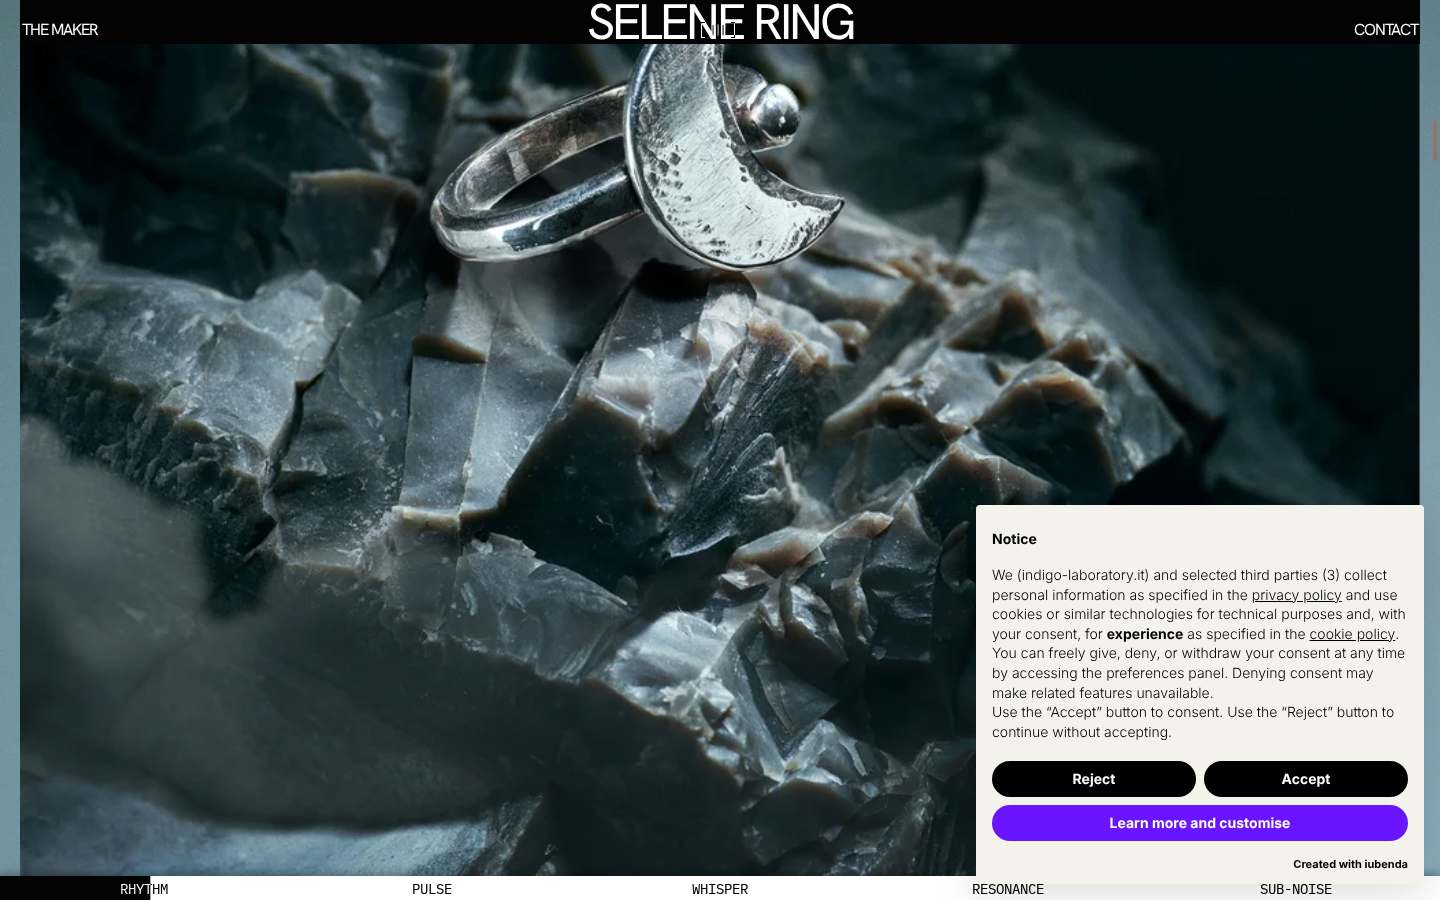 THE MAKER
SELENE RING
CONTACT
Notice
We (indigo-laboratory.it) and selected third parties (3) collect
personal information as specified in the privacy policy and use
cookies or similar technologies for technical purposes and, with
your consent, for experience as specified in the cookie policy.
You can freely give, deny, or withdraw your consent at any time
by accessing the preferences panel. Denying consent may
make related features unavailable.
Use the “Accept” button to consent. Use the “Reject” button to
continue without accepting.
Reject
Accept
Learn more and customise
Created with iubenda
RHYTHM
PULSE
WHISPER
RESONANCE
SUB-NOISE